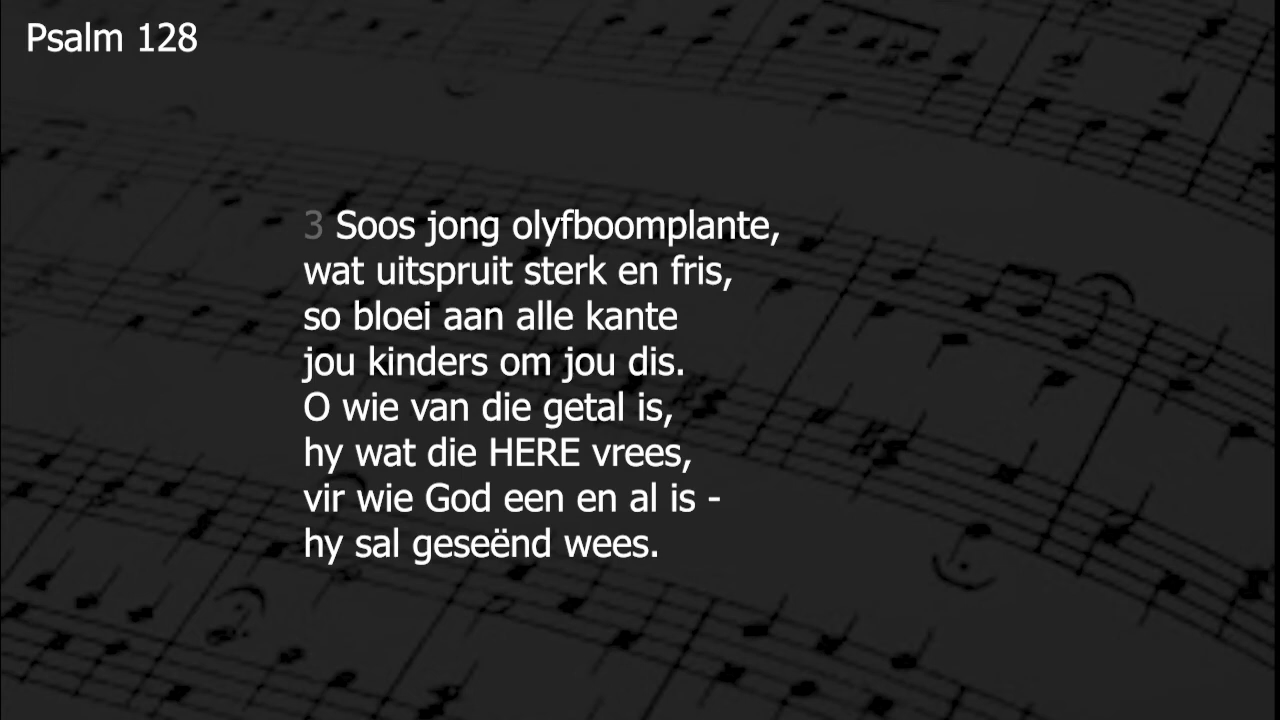 Psalm 128
3 Soos jong olyfboomplante,
wat uitspruit sterk en fris,
so bloei aan alle kante
jou kinders om jou dis.
O wie van die getal is,
hy wat die HERE vrees,
vir wie God een en al is -
hy sal geseënd wees.